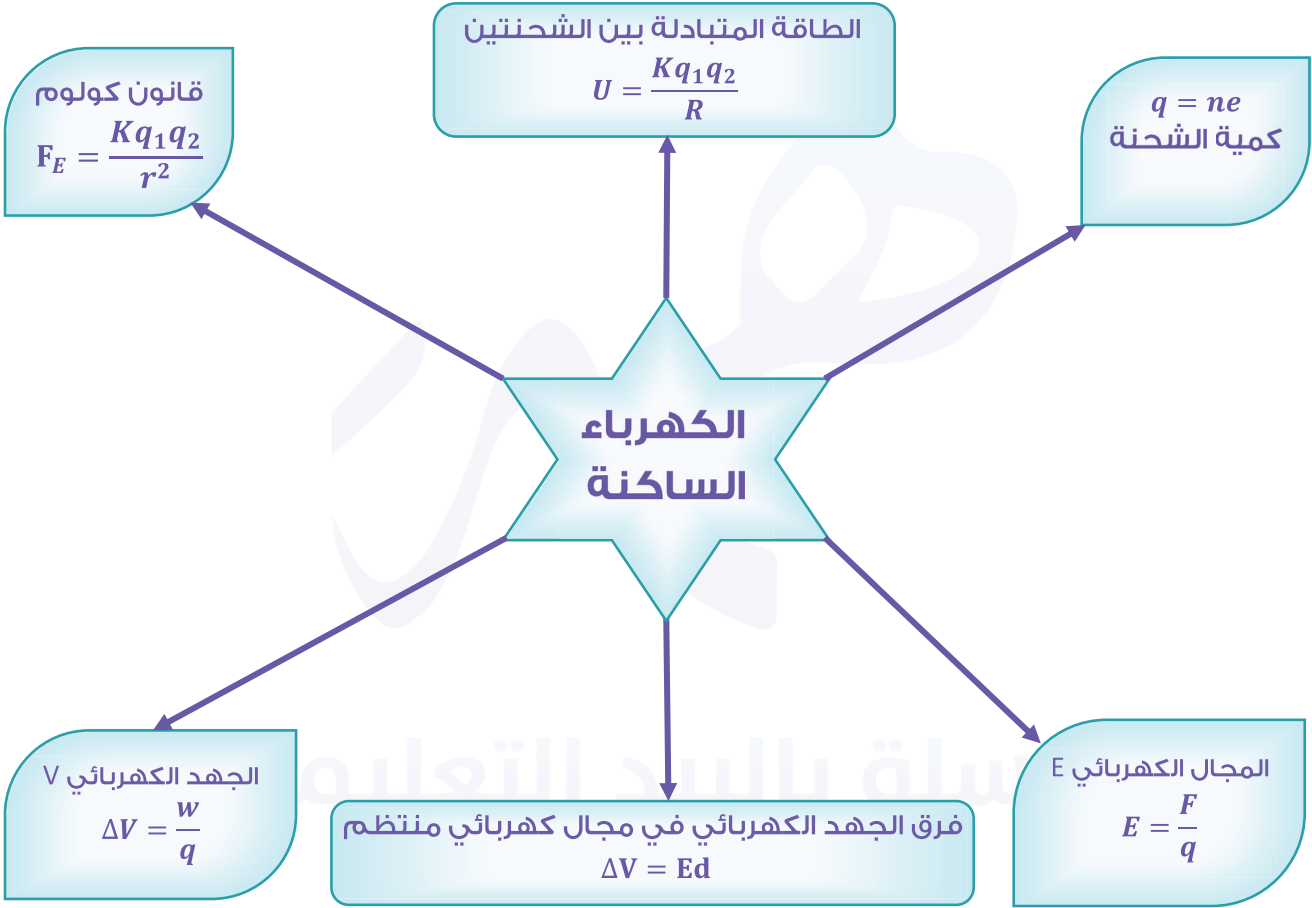 الطاقة المتبادلة بين الشحنتين
U = Kq₁q₂ / R
q = ne
كمية الشحنة
قانون كولوم
F_E = Kq₁q₂ / r²
الكهرباء
الساكنة
المجال الكهربائي E
E = F / q
فرق الجهد الكهربائي في مجال كهربائي منتظم
ΔV = Ed
الجهد الكهربائي V
ΔV = w / q